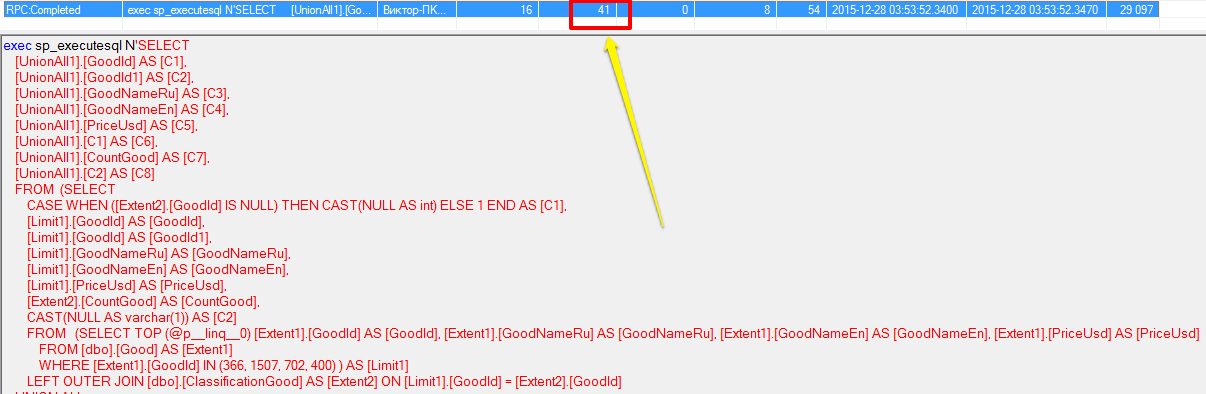 RPC:Completed exec sp_executesql N'SELECT [UnionAll1].[Go... Виктор-ПК... 16 41 0 8 54 2015-12-28 03:53:52.3400 2015-12-28 03:53:52.3470 29 097
exec sp_executesql N'SELECT
[UnionAll1].[GoodId] AS [C1],
[UnionAll1].[GoodId1] AS [C2],
[UnionAll1].[GoodNameRu] AS [C3],
[UnionAll1].[GoodNameEn] AS [C4],
[UnionAll1].[PriceUsd] AS [C5],
[UnionAll1].[C1] AS [C6],
[UnionAll1].[CountGood] AS [C7],
[UnionAll1].[C2] AS [C8]
FROM (SELECT
CASE WHEN ([Extent2].[GoodId] IS NULL) THEN CAST(NULL AS int) ELSE 1 END AS [C1],
[Limit1].[GoodId] AS [GoodId],
[Limit1].[GoodId] AS [GoodId1],
[Limit1].[GoodNameRu] AS [GoodNameRu],
[Limit1].[GoodNameEn] AS [GoodNameEn],
[Limit1].[PriceUsd] AS [PriceUsd],
[Extent2].[CountGood] AS [CountGood],
CAST(NULL AS varchar(1)) AS [C2]
FROM (SELECT TOP (@p__linq__0) [Extent1].[GoodId] AS [GoodId], [Extent1].[GoodNameRu] AS [GoodNameRu], [Extent1].[GoodNameEn] AS [GoodNameEn], [Extent1].[PriceUsd] AS [PriceUsd]
FROM [dbo].[Good] AS [Extent1]
WHERE [Extent1].[GoodId] IN (366, 1507, 702, 400) ) AS [Limit1]
LEFT OUTER JOIN [dbo].[ClassificationGood] AS [Extent2] ON [Limit1].[GoodId] = [Extent2].[GoodId]